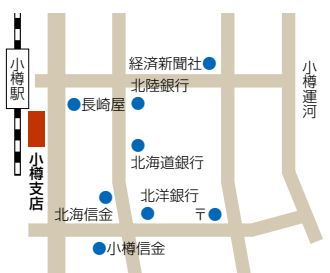 経済新聞社
小樽駅
北陸銀行
小樽運河
長崎屋
小樽支店
北海道銀行
北洋銀行
北海信金
〒
小樽信金